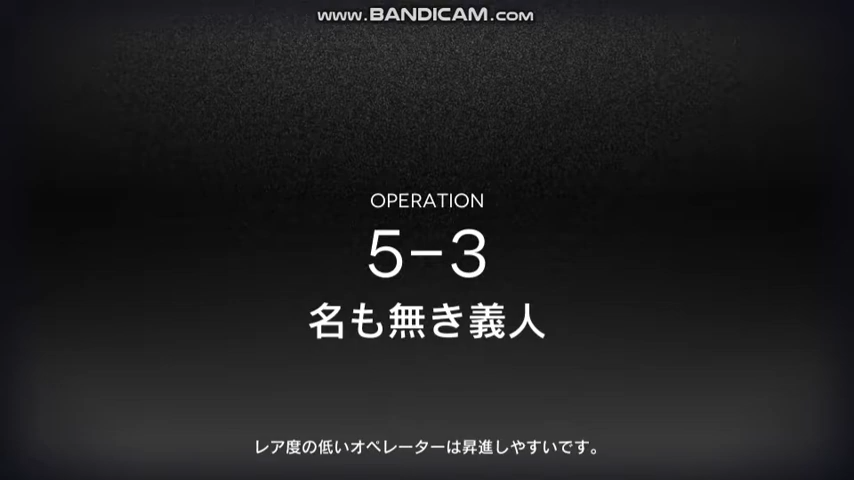 www.BANDICAM.com
OPERATION
5-3
名も無き義人
レア度の低いオペレーターは昇進しやすいです。